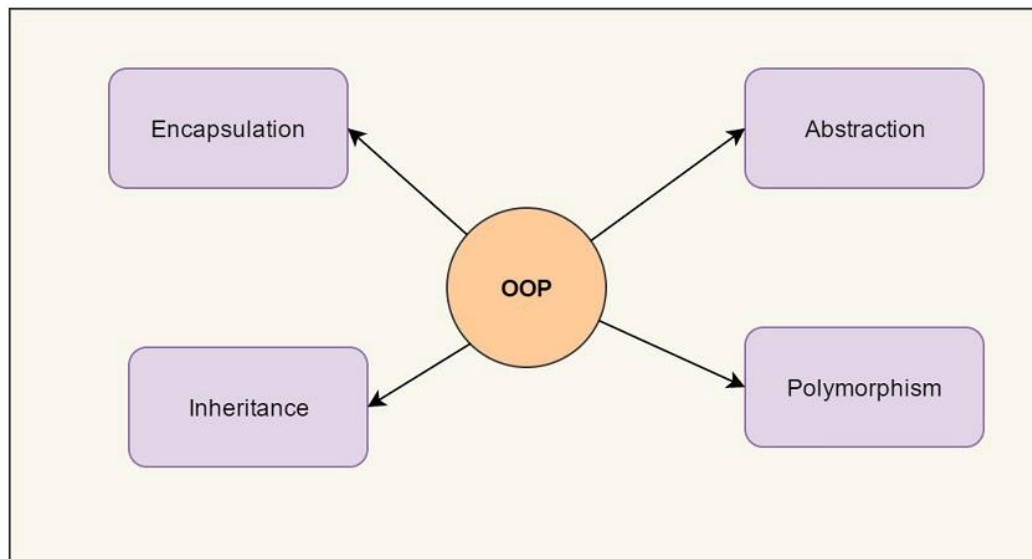 Encapsulation
Abstraction
OOP
Inheritance
Polymorphism